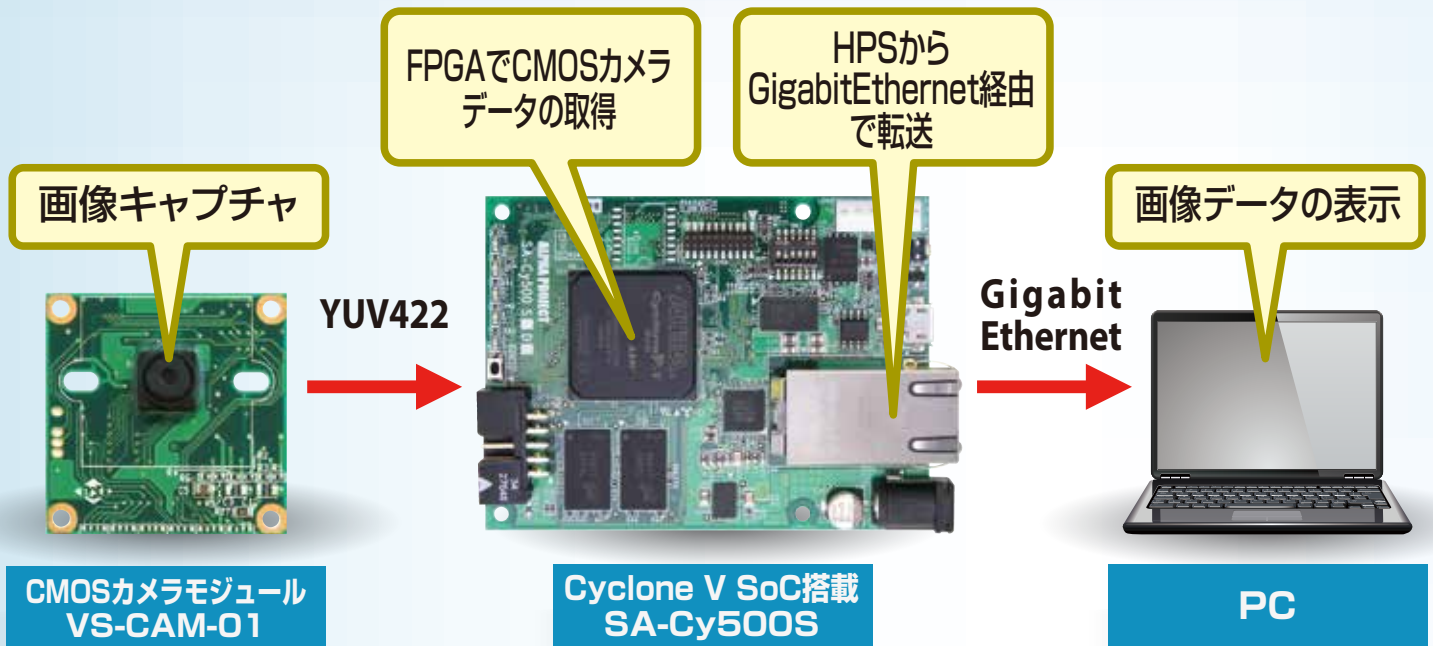 FPGAでCMOSカメラ
データの取得
HPSから
GigabitEthernet経由
で転送
画像キャプチャ
画像データの表示
YUV422
Gigabit
Ethernet
ALPHA PROJECT
SA-Cy500S
CMOSカメラモジュール
VS-CAM-01
Cyclone V SoC搭載
SA-Cy500S
PC